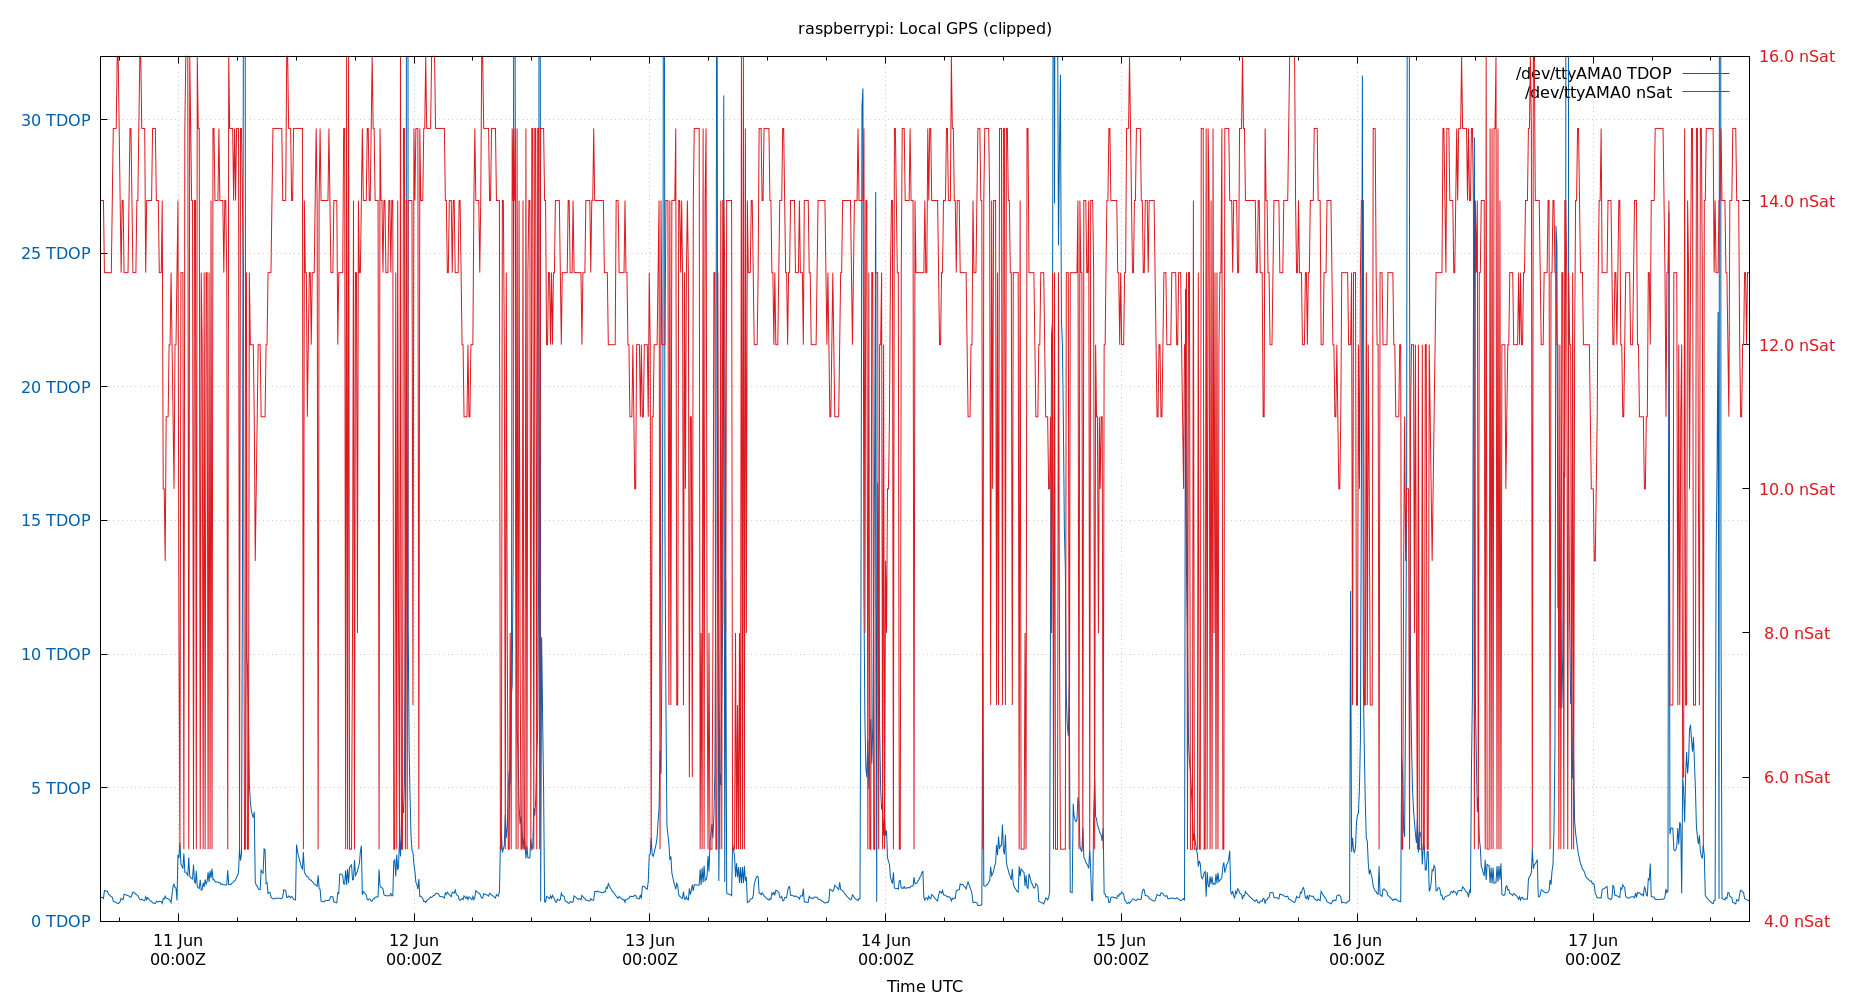 raspberrypi: Local GPS (clipped)
/dev/ttyAMA0 TDOP
/dev/ttyAMA0 nSat
30 TDOP
25 TDOP
20 TDOP
15 TDOP
10 TDOP
5 TDOP
0 TDOP
16.0 nSat
14.0 nSat
12.0 nSat
10.0 nSat
8.0 nSat
6.0 nSat
4.0 nSat
11 Jun 12 Jun 13 Jun 14 Jun 15 Jun 16 Jun 17 Jun
00:00Z 00:00Z 00:00Z 00:00Z 00:00Z 00:00Z 00:00Z
Time UTC